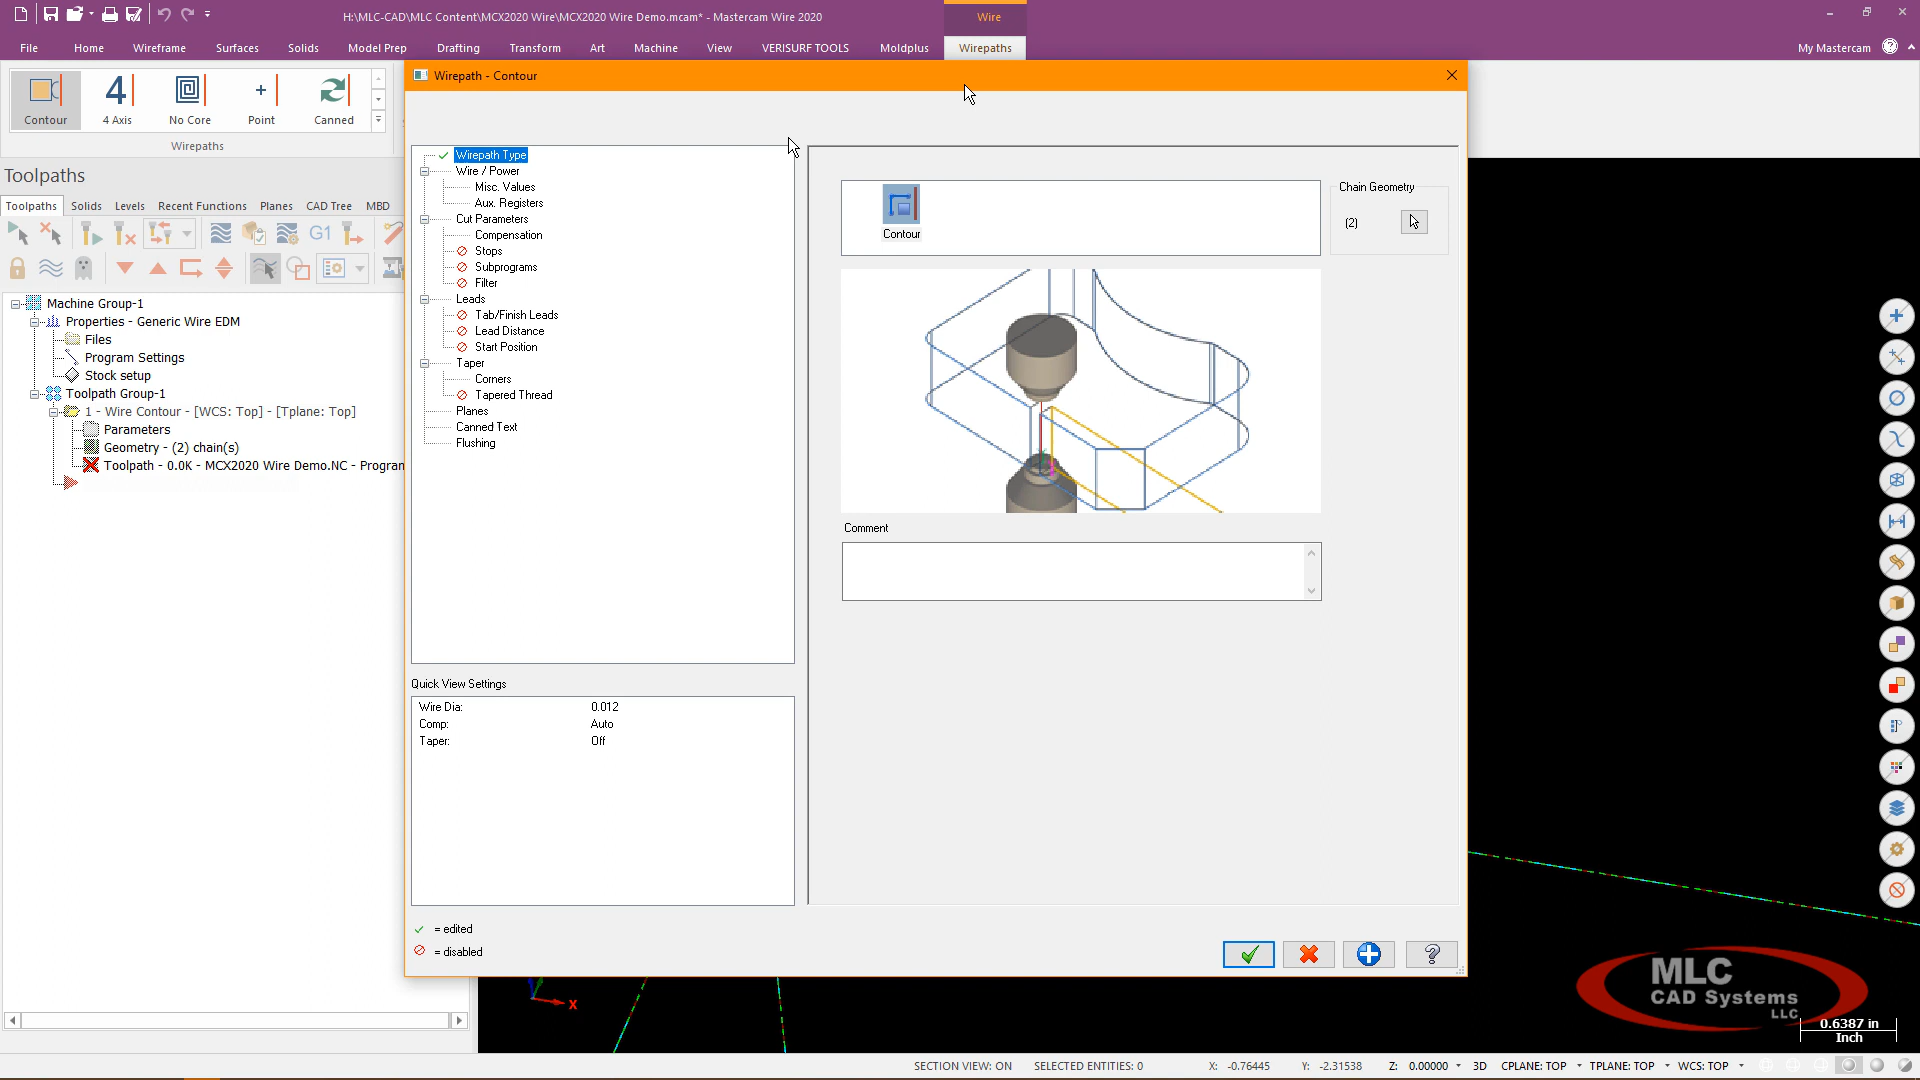 H:\MLC-CAD\MLC Content\MCX2020 Wire\MCX2020 Wire Demo.mcam* - Mastercam Wire 2020
Wire
File Home Wireframe Surfaces Solids Model Prep Drafting Transform Art Machine View VERISURF TOOLS Moldplus Wirepaths My Mastercam
Contour 4 Axis No Core Point Canned
Wirepaths
Wirepath - Contour
Toolpaths
Toolpaths Solids Levels Recent Functions Planes CAD Tree MBD
G1
Machine Group-1
Properties - Generic Wire EDM
Files
Program Settings
Stock setup
Toolpath Group-1
1 - Wire Contour - [WCS: Top] - [Tplane: Top]
Parameters
Geometry - (2) chain(s)
Toolpath - 0.0K - MCX2020 Wire Demo.NC - Program
Wirepath Type
Wire / Power
Misc. Values
Aux. Registers
Cut Parameters
Compensation
Stops
Subprograms
Filter
Leads
Tab/Finish Leads
Lead Distance
Start Position
Taper
Corners
Tapered Thread
Planes
Canned Text
Flushing
Quick View Settings
Wire Dia: 0.012
Comp: Auto
Taper: Off
= edited
= disabled
Contour
Chain Geometry
(2)
Comment
X
MLC
CAD Systems
LLC
0.6387 in
Inch
SECTION VIEW: ON SELECTED ENTITIES: 0 X: -0.76445 Y: -2.31538 Z: 0.00000 3D CPLANE: TOP TPLANE: TOP WCS: TOP